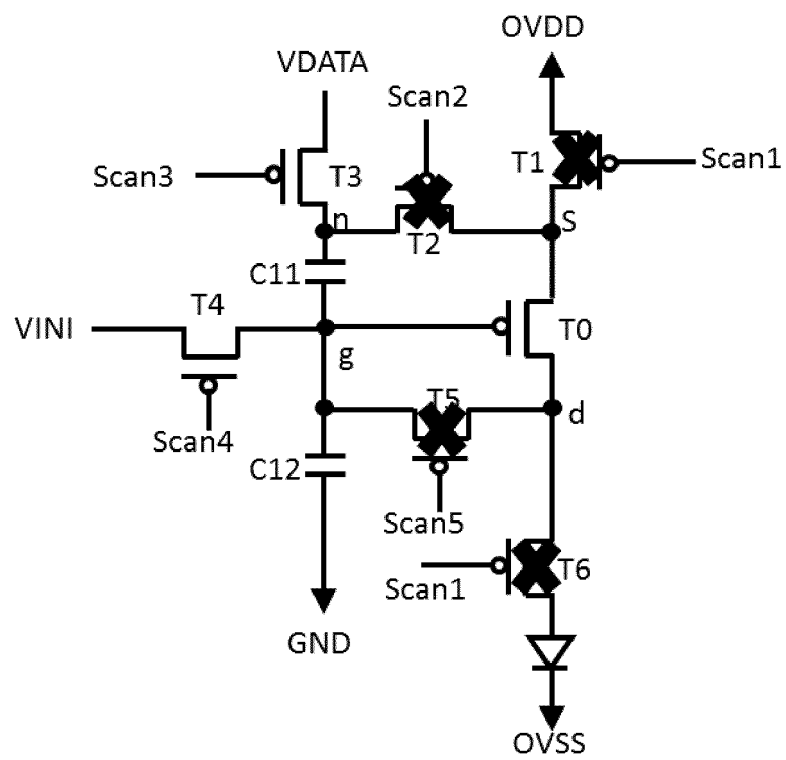 OVDD
VDATA
Scan2
T1
Scan1
Scan3
T3
n
T2
S
C11
T4
VINI
T0
g
T5
d
Scan4
C12
Scan5
T6
Scan1
GND
OVSS